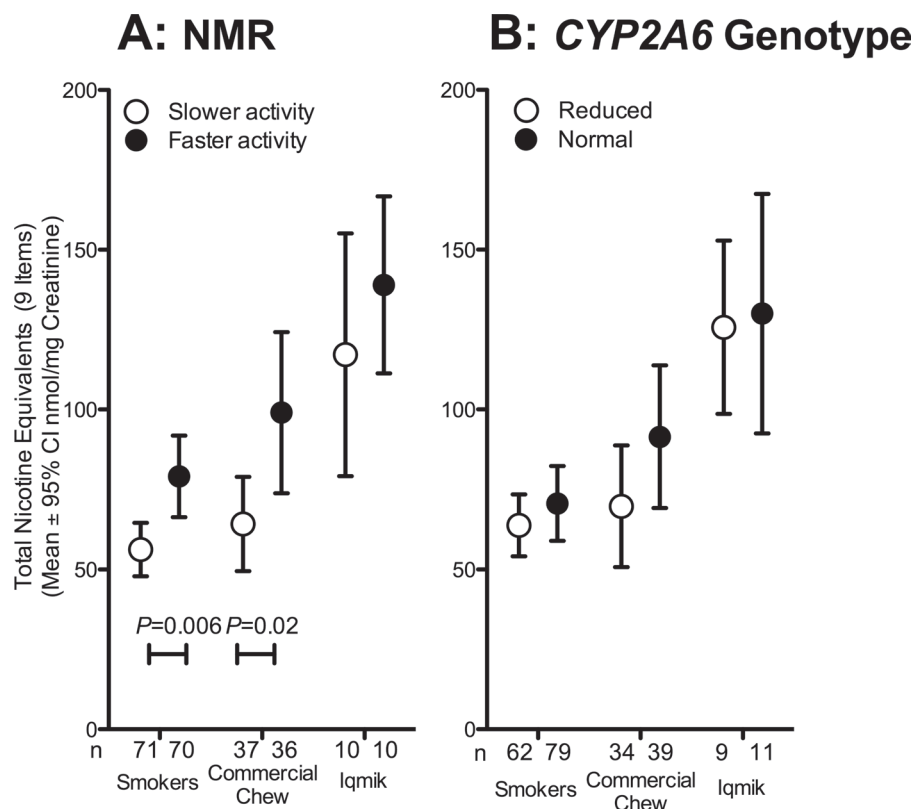 A: NMR
B: CYP2A6 Genotype
Total Nicotine Equivalents (9 Items)
(Mean ± 95% CI nmol/mg Creatinine)
200
150
100
50
0
Slower activity
Faster activity
P=0.006 P=0.02
n 71 70 37 36 10 10
Smokers Commercial Chew Iqmik
200
150
100
50
0
Reduced
Normal
n 62 79 34 39 9 11
Smokers Commercial Chew Iqmik